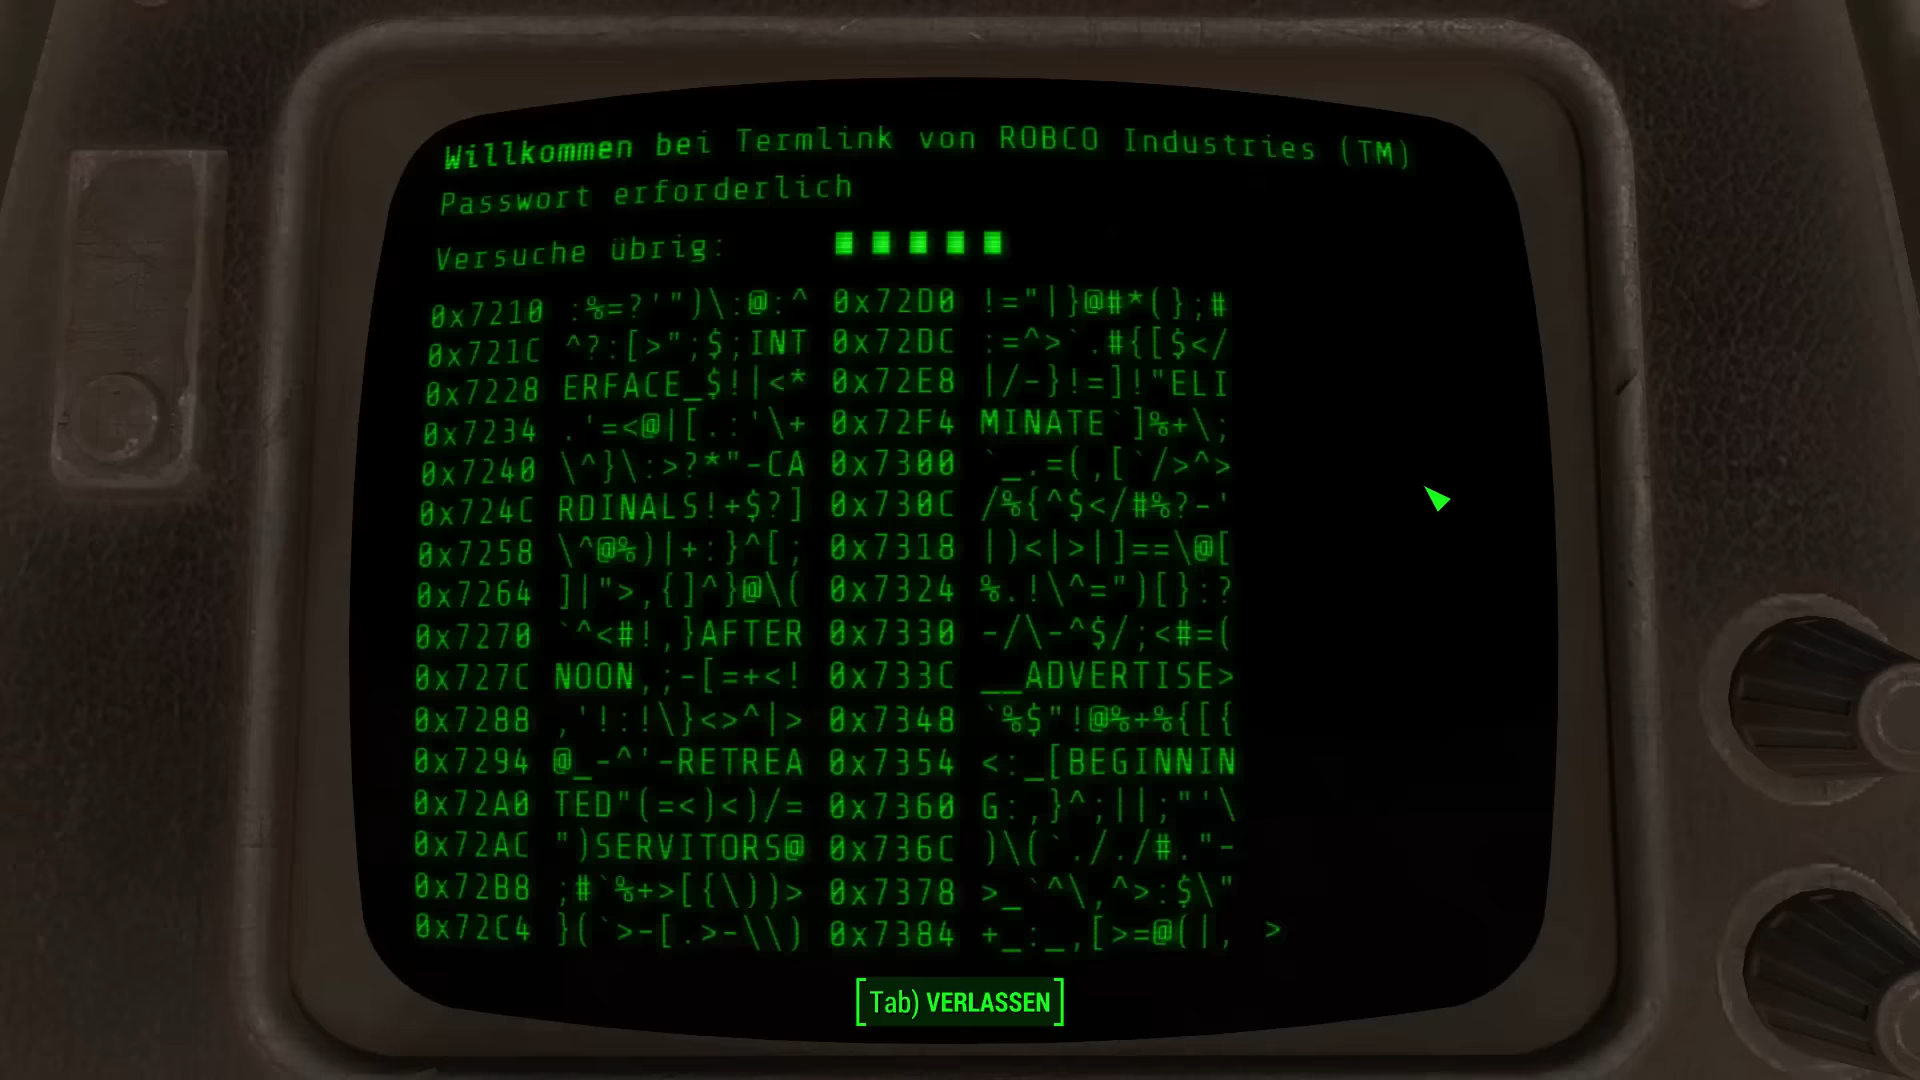 Willkommen bei Termlink von ROBCO Industries (TM)
Passwort erforderlich
Versuche übrig:
0x7210 :%=?'")\:@:^ 0x72D0 !="|}@#*(};#
0x721C ^?:[>";$;INT 0x72DC :=^>`.#{[$</
0x7228 ERFACE_$!|<* 0x72E8 |/-}!=]!"ELI
0x7234 .'=<@|[.:'\+ 0x72F4 MINATE`]%+\;
0x7240 \^}\:>?*"-CA 0x7300 `_.=(,[`/>^>
0x724C RDINALS!+$?] 0x730C /%{^$</#%?-'
0x7258 \^@%)|+:}^[; 0x7318 |)<|>|]==\@[
0x7264 ]|">,{]^}@\( 0x7324 %.!\^=")[}:?
0x7270 `^<#!,}AFTER 0x7330 -/\-^$/;<#=(
0x727C NOON,;-[=+<! 0x733C __ADVERTISE>
0x7288 ,'!:!\}<>^|> 0x7348 `%$"!@%+%{[{
0x7294 @_-^'-RETREA 0x7354 <:_[BEGINNIN
0x72A0 TED"(=<)<)/= 0x7360 G:,}^;||;"'\
0x72AC ")SERVITORS@ 0x736C )\(`././#."-
0x72B8 ;#`%+>[{\))> 0x7378 >_`^\,^>:$\"
0x72C4 }(`>-[.>-\\) 0x7384 +_:_,[>=@(|, >
[Tab) VERLASSEN]